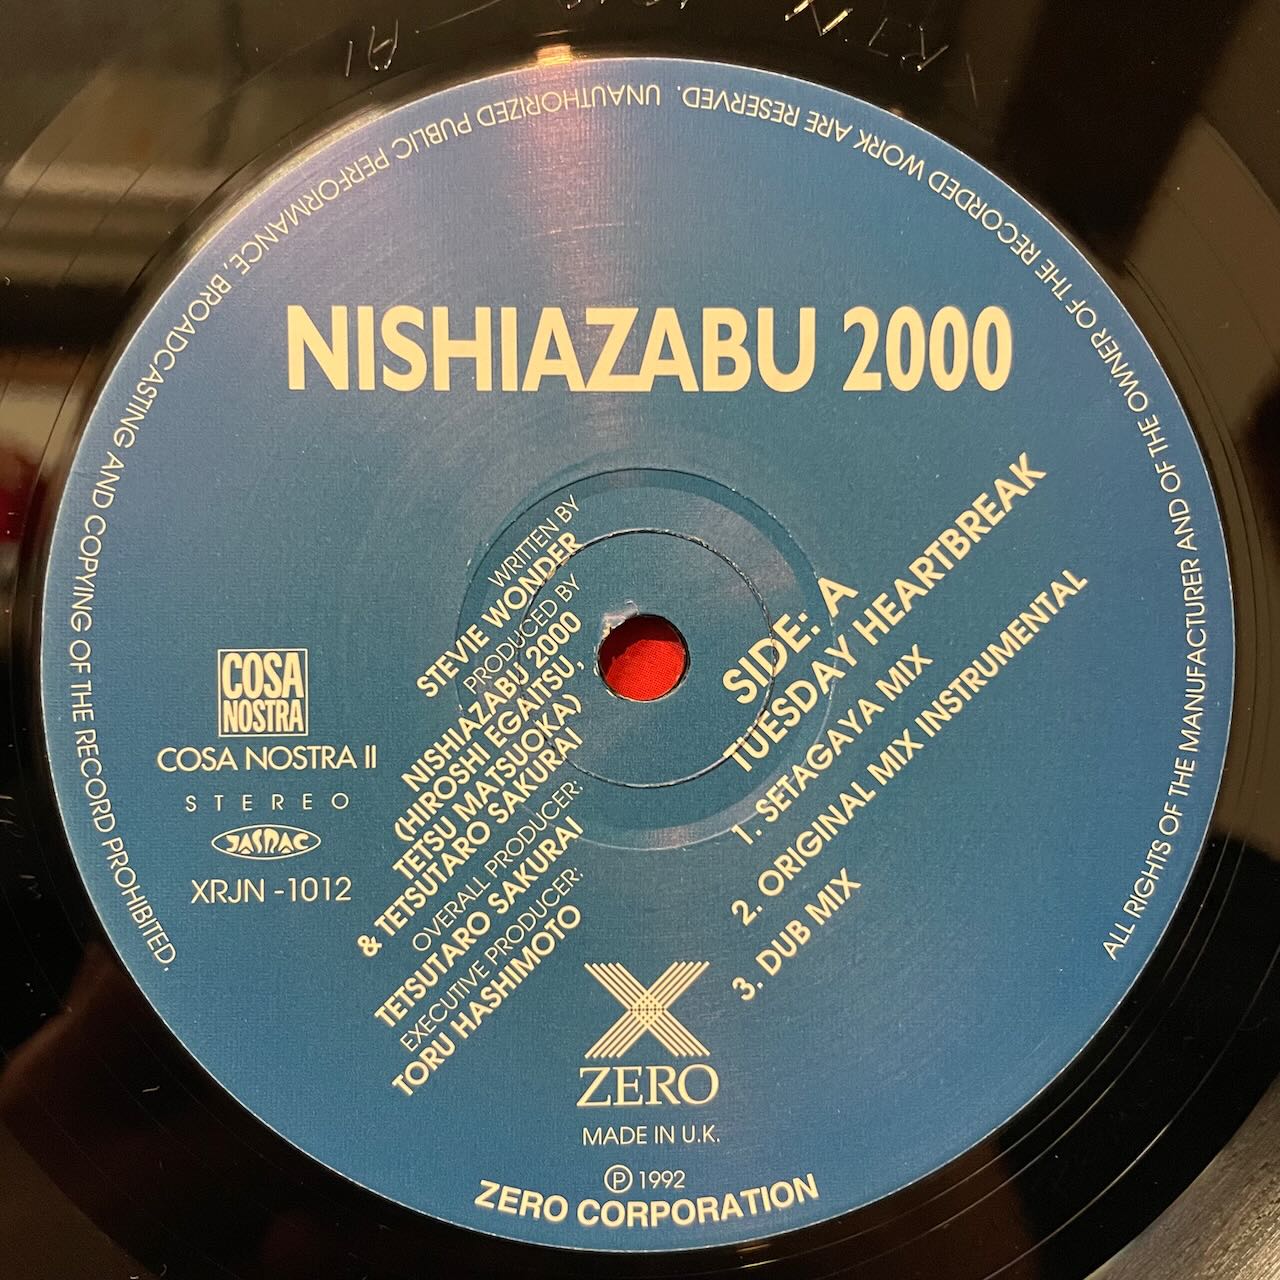 UNAUTHORIZED PUBLIC PERFORMANCE, BROADCASTING AND COPYING OF THE RECORD PROHIBITED.
ALL RIGHTS OF THE MANUFACTURER AND OF THE OWNER OF THE RECORDED WORK ARE RESERVED.
NISHIAZABU 2000
WRITTEN BY
STEVIE WONDER
PRODUCED BY
NISHIAZABU 2000
(HIROSHI EGAITSU,
TETSU MATSUOKA)
& TETSUTARO SAKURAI
OVERALL PRODUCER:
TETSUTARO SAKURAI
EXECUTIVE PRODUCER:
TORU HASHIMOTO
SIDE: A
TUESDAY HEARTBREAK
1. SETAGAYA MIX
2. ORIGINAL MIX INSTRUMENTAL
3. DUB MIX
COSA
NOSTRA
COSA NOSTRA II
STEREO
JASRAC
XRJN -1012
ZERO
MADE IN U.K.
Ⓟ 1992
ZERO CORPORATION